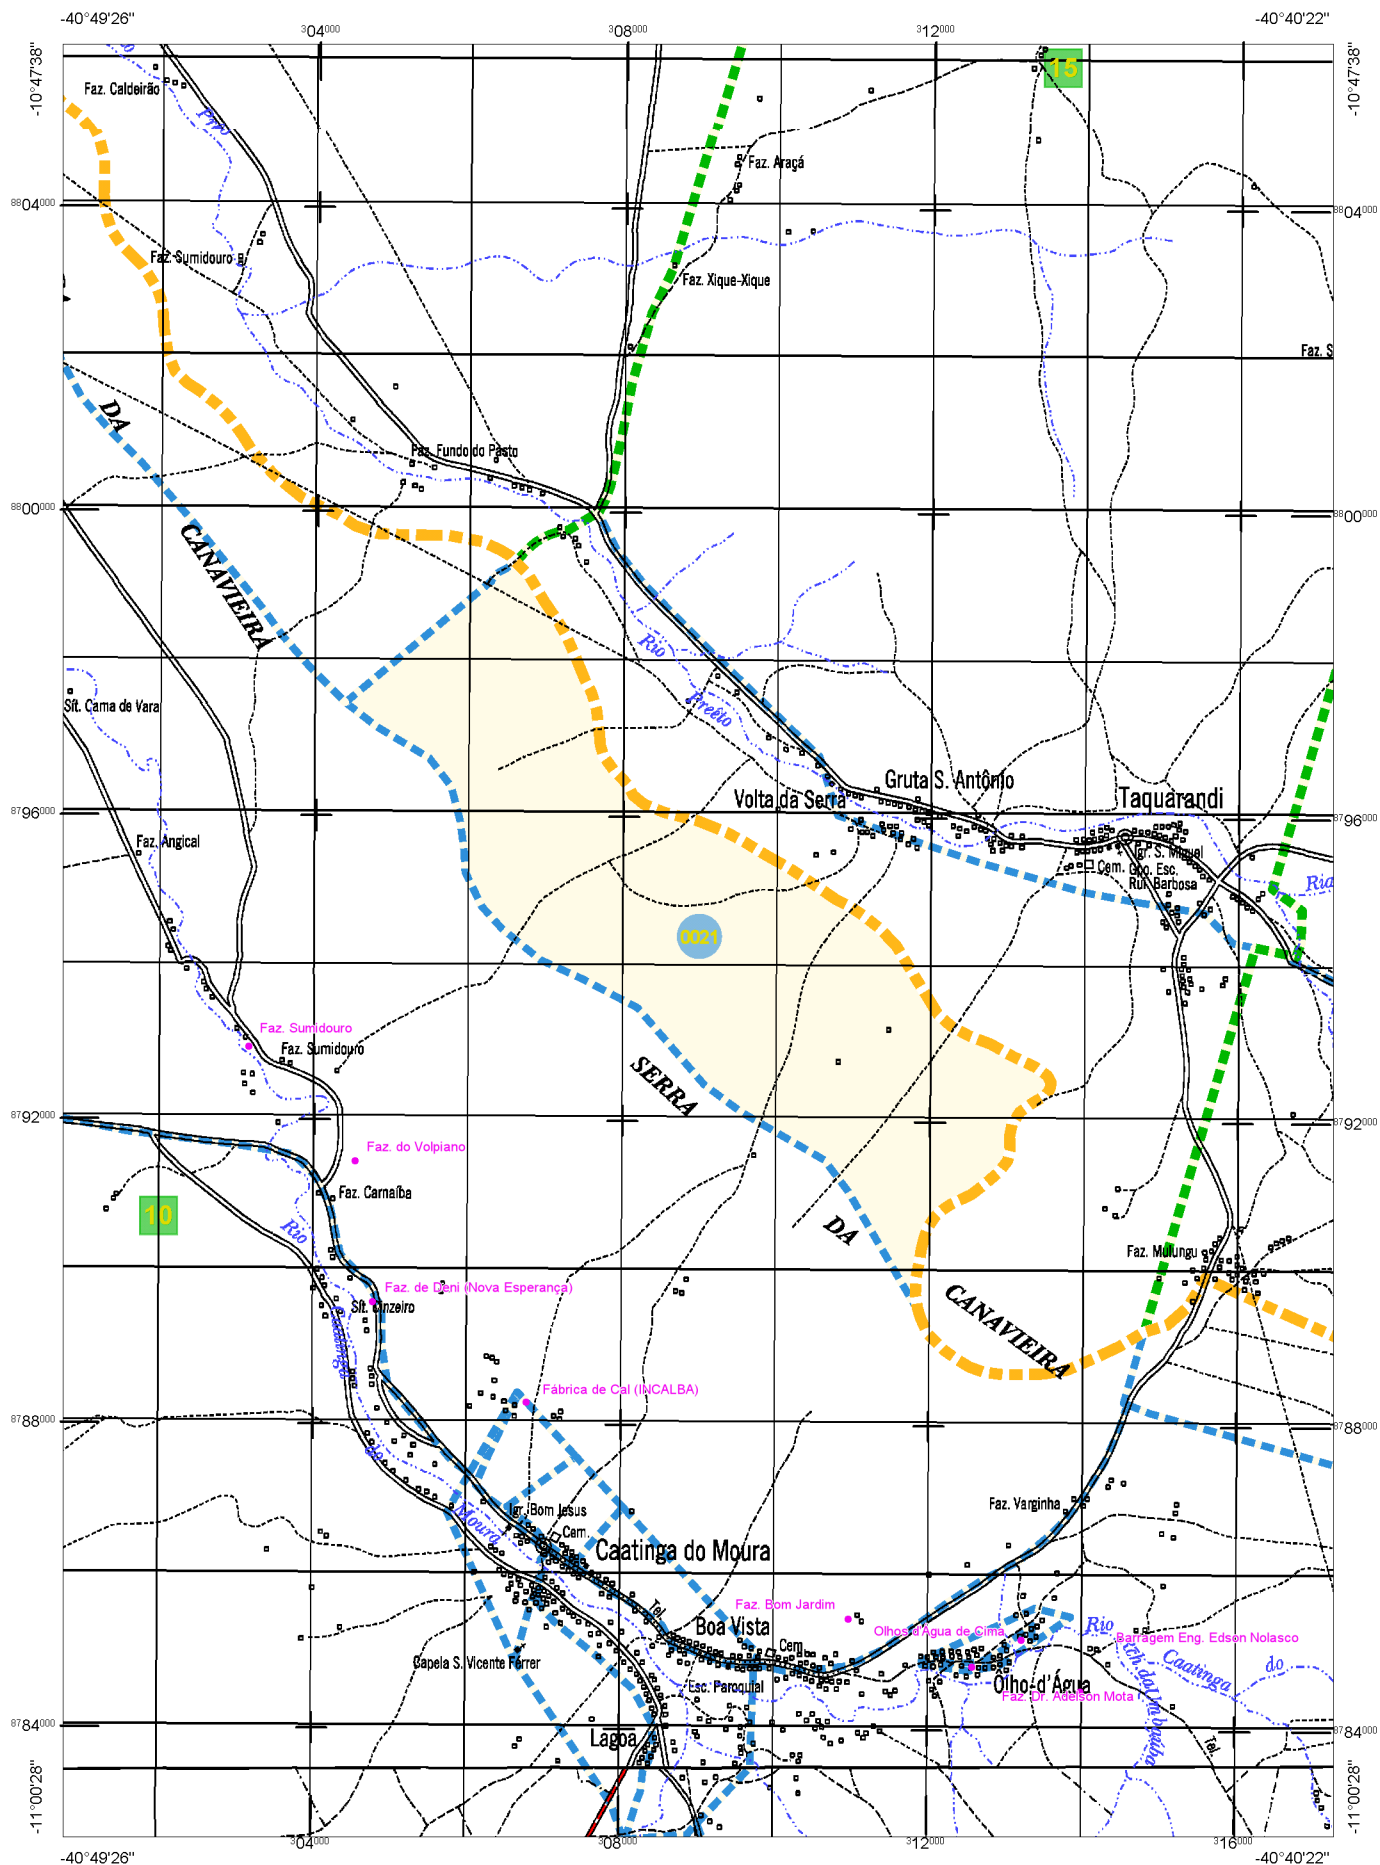 -40°49'26"
-40°40'22"
304000
308000
312000
-10°47'38"
-10°47'38"
15
Faz. Caldeirão
Faz. Araçá
8804000
8804000
Faz. Sumidouro
Faz. Xique-Xique
Faz. S
DA
Faz. Fundo do Pasto
8800000
8800000
CANAVIEIRA
Rio
Preêto
Sít. Cama de Vara
Gruta S. Antônio
Volta da Serra
Taquarandi
8796000
8796000
Faz. Angical
Igr. S. Miguel
Cem. Gpo. Esc.
Rui Barbosa
Ria
0021
Faz. Sumidouro
Faz. Sumidouro
SERRA
8792000
8792000
Faz. do Volpiano
Faz. Carnaíba
10
Rio
DA
Faz. Mulungu
Faz. de Deni (Nova Esperança)
Sít. Cinzeiro
CANAVIEIRA
Caatinga
Fábrica de Cal (INCALBA)
8788000
8788000
do
Moura
Igr. Bom Jesus
Cem.
Faz. Varginha
Caatinga do Moura
Tel.
Faz. Bom Jardim
Boa Vista
Cem
Olhos d'Água de Cima
Rio
Barragem Eng. Edson Nolasco
Capela S. Vicente Ferrer
Esc. Paroquial
Olho-d'Água
Caatinga
do
Faz. Dr. Adelson Mota
Lagoa
8784000
8784000
Tel.
-11°00'28"
-11°00'28"
304000
308000
312000
316000
-40°49'26"
-40°40'22"